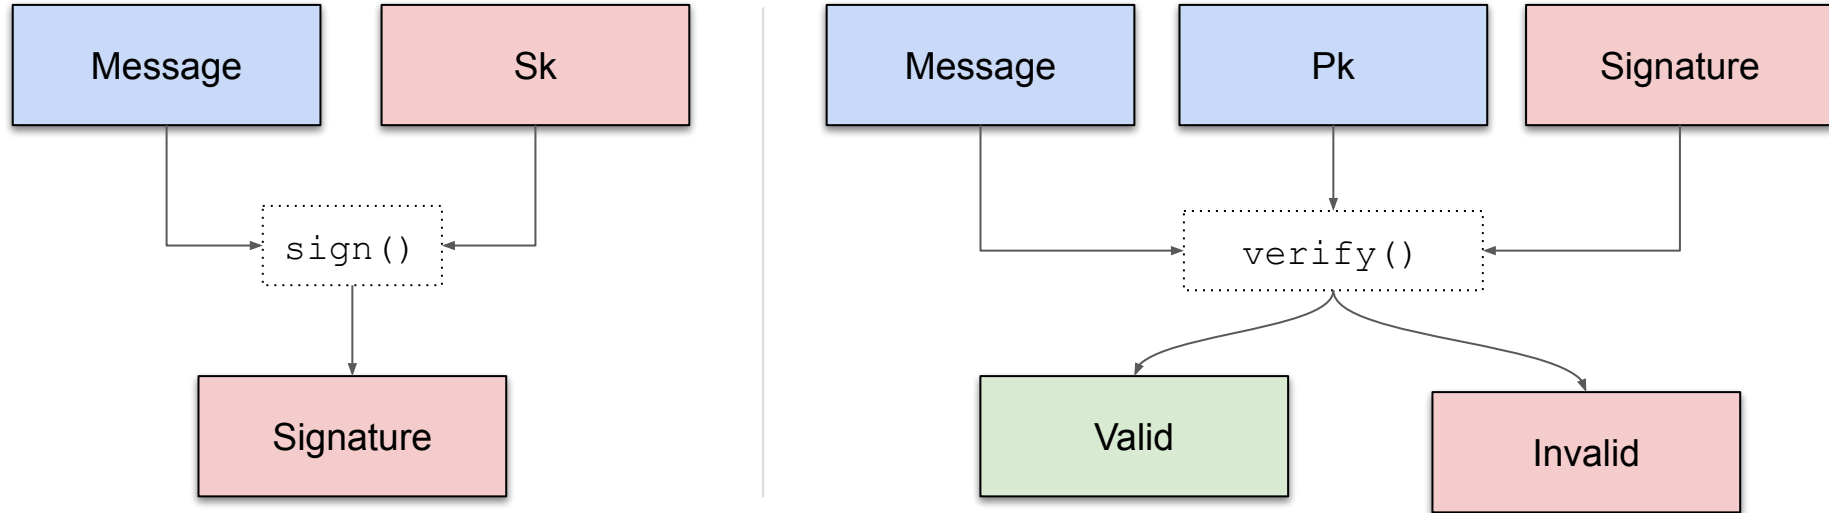 Message
Sk
sign()
Signature
Message
Pk
Signature
verify()
Valid
Invalid